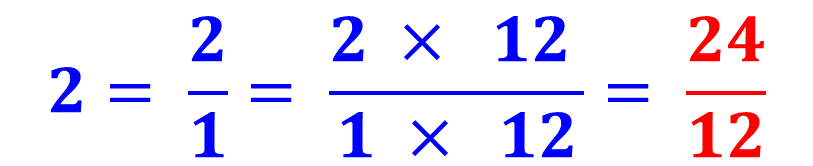 2 = 2/1 = (2 × 12)/(1 × 12) = 24/12